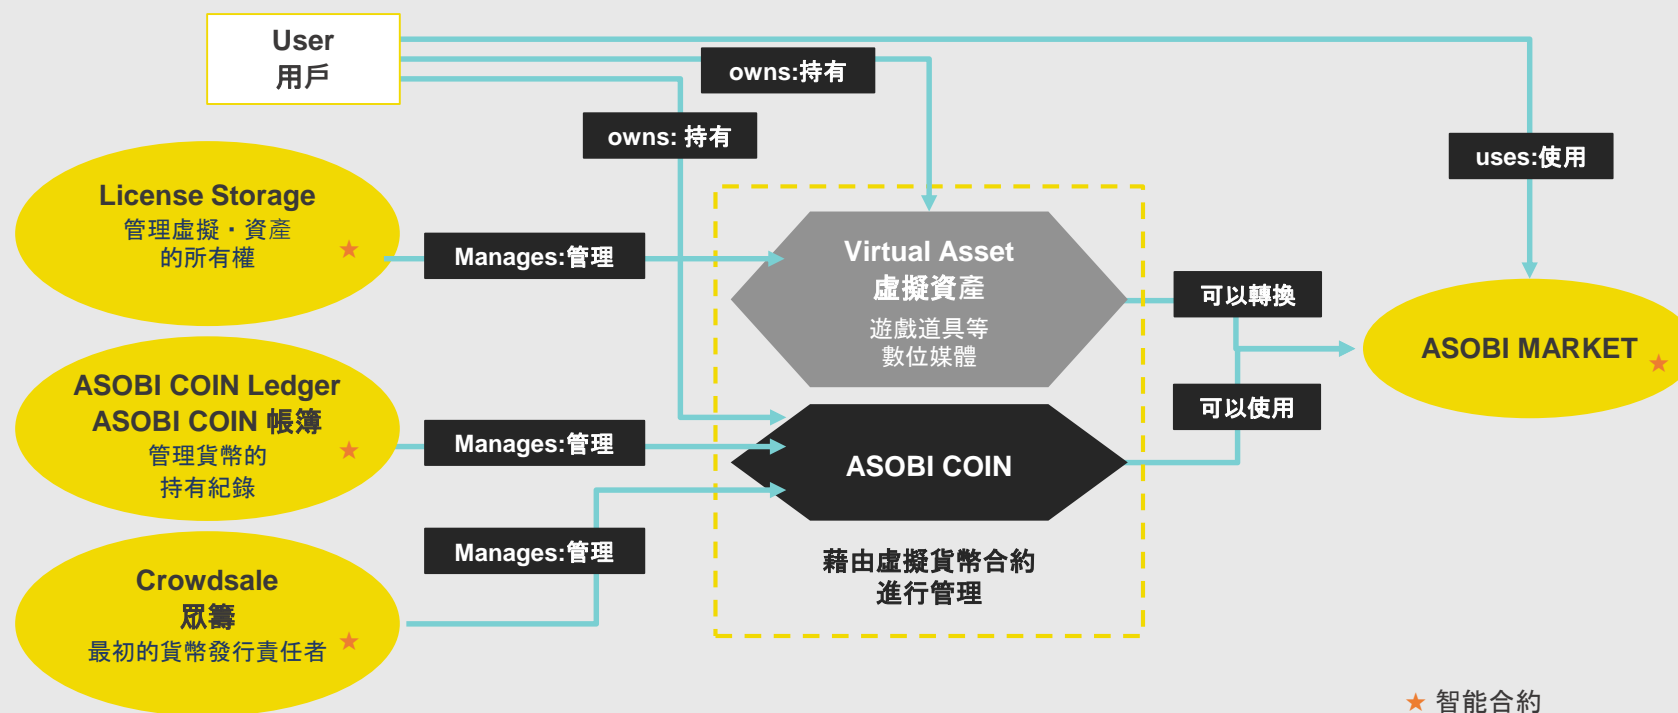 User
用戶
owns:持有
owns: 持有
uses:使用
License Storage
管理虛擬・資產
的所有權
Manages:管理
Virtual Asset
虛擬資產
遊戲道具等
數位媒體
可以轉換
ASOBI MARKET
ASOBI COIN Ledger
ASOBI COIN 帳簿
管理貨幣的
持有紀錄
Manages:管理
ASOBI COIN
可以使用
Crowdsale
眾籌
最初的貨幣發行責任者
Manages:管理
藉由虛擬貨幣合約
進行管理
★ 智能合約